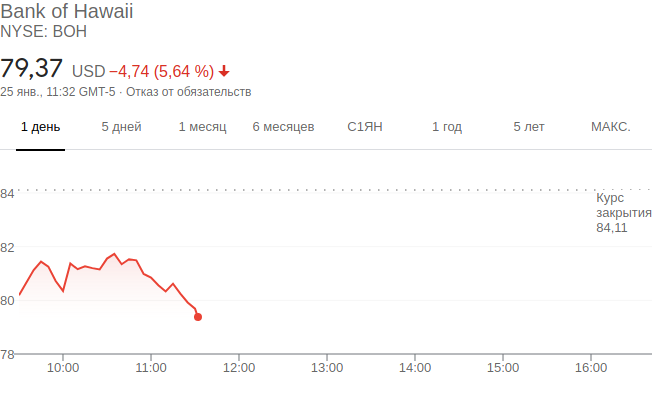 Bank of Hawaii
NYSE: BOH
79,37 USD −4,74 (5,64 %)
25 янв., 11:32 GMT-5 · Отказ от обязательств
1 день 5 дней 1 месяц 6 месяцев С1ЯН 1 год 5 лет МАКС.
84
Курс
закрытия
84,11
82
80
78
10:00 11:00 12:00 13:00 14:00 15:00 16:00